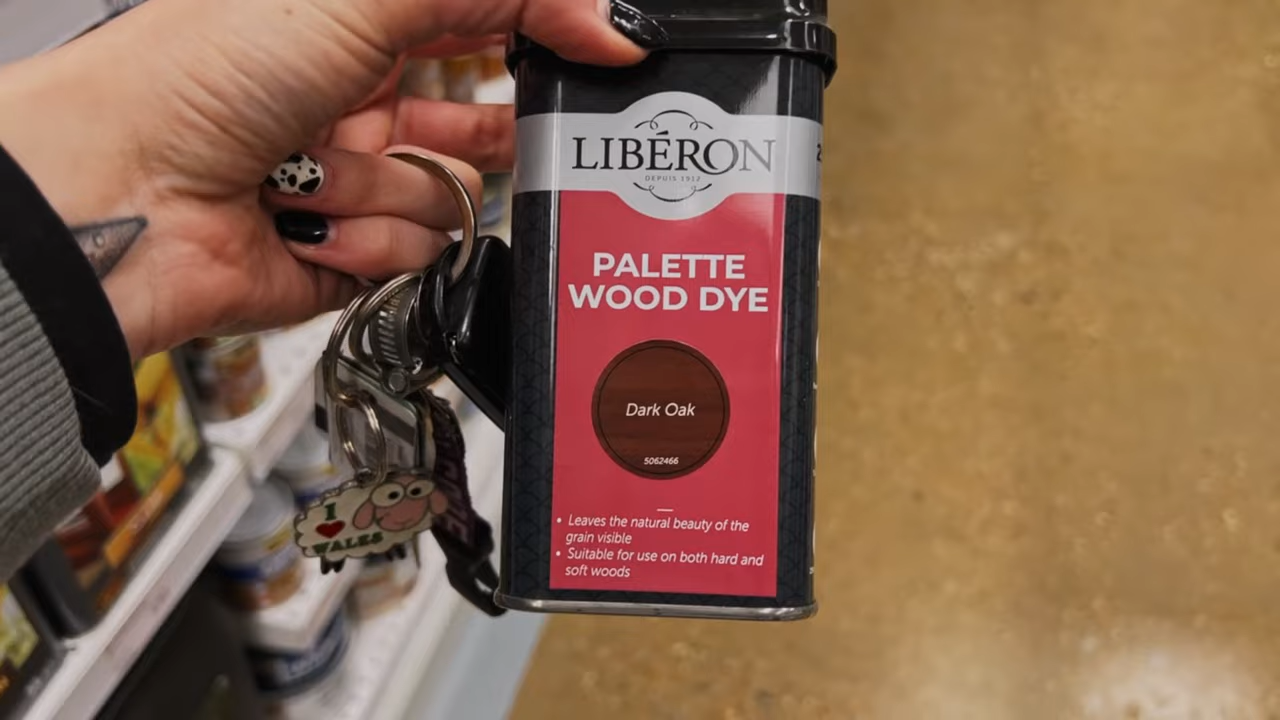 LIBÉRON
DEPUIS 1912
PALETTE
WOOD DYE
Dark Oak
5062466
• Leaves the natural beauty of the
grain visible
• Suitable for use on both hard and
soft woods
I
WALES